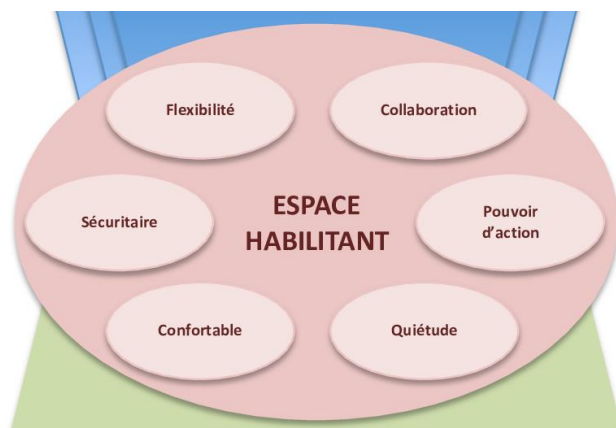 Flexibilité
Collaboration
Sécuritaire
ESPACE
HABILITANT
Pouvoir
d'action
Confortable
Quiétude